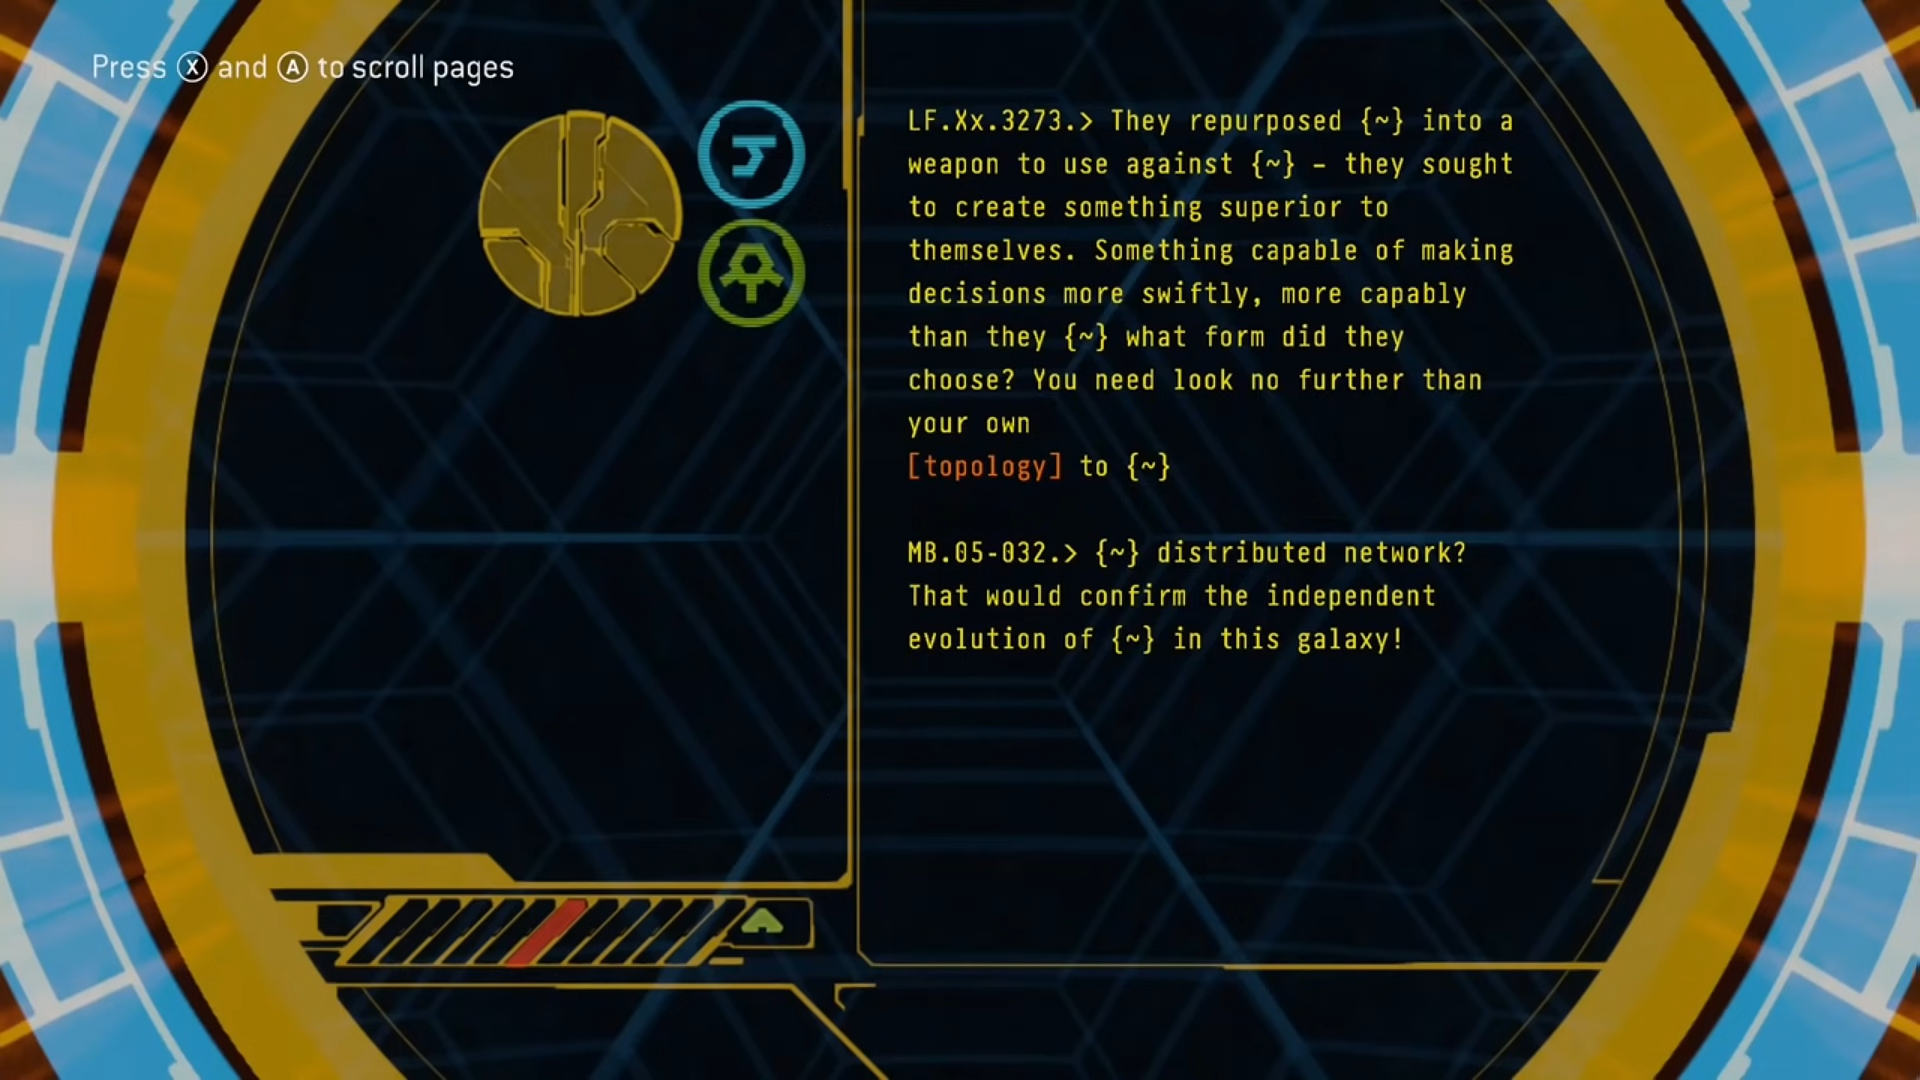 Press X and A to scroll pages
LF.Xx.3273.> They repurposed {~} into a
weapon to use against {~} – they sought
to create something superior to
themselves. Something capable of making
decisions more swiftly, more capably
than they {~} what form did they
choose? You need look no further than
your own
[topology] to {~}
MB.05-032.> {~} distributed network?
That would confirm the independent
evolution of {~} in this galaxy!